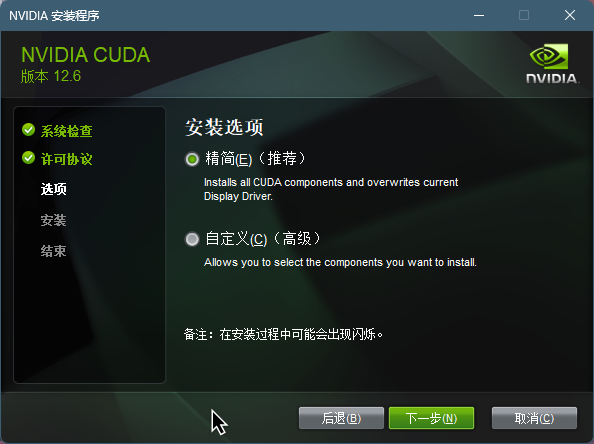 NVIDIA 安装程序
NVIDIA CUDA
版本 12.6
NVIDIA.
系统检查
许可协议
选项
安装
结束
安装选项
精简(E)（推荐）
Installs all CUDA components and overwrites current
Display Driver.
自定义(C)（高级）
Allows you to select the components you want to install.
备注：在安装过程中可能会出现闪烁。
后退(B)
下一步(N)
取消(C)